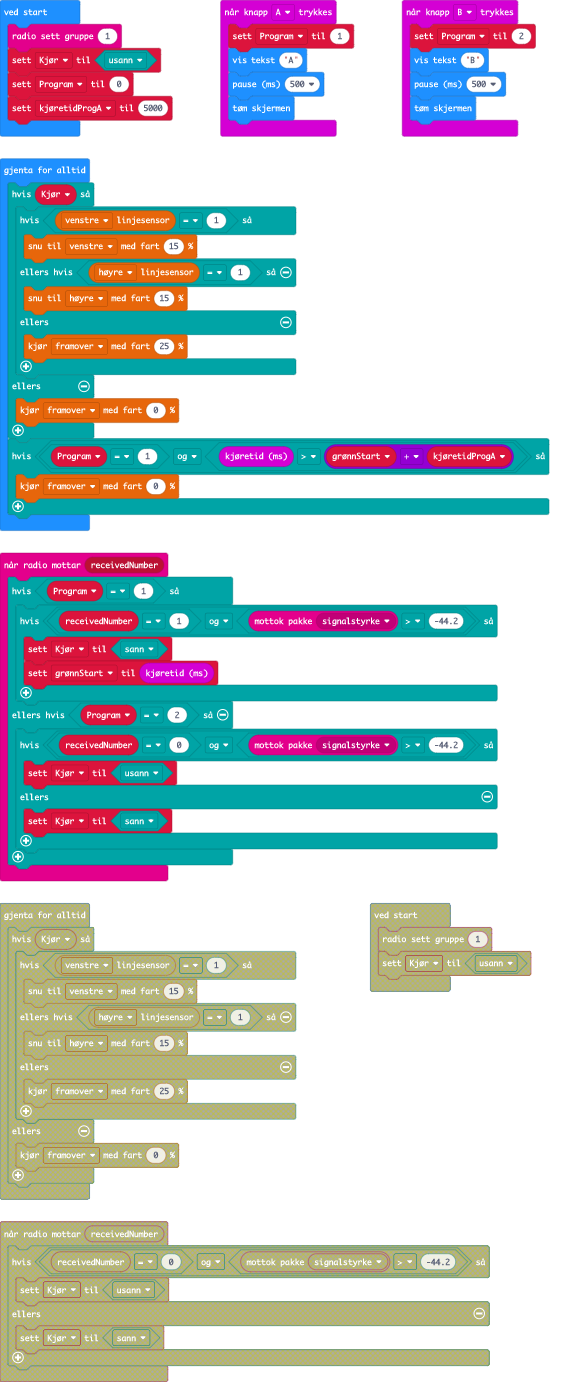 ved start
radio sett gruppe 1
sett Kjør til usann
sett Program til 0
sett kjøretidProgA til 5000
når knapp A trykkes
sett Program til 1
vis tekst "A"
pause (ms) 500
tøm skjermen
når knapp B trykkes
sett Program til 2
vis tekst "B"
pause (ms) 500
tøm skjermen
gjenta for alltid
hvis Kjør så
hvis venstre linjesensor = 1 så
snu til venstre med fart 15 %
ellers hvis høyre linjesensor = 1 så
snu til høyre med fart 15 %
ellers
kjør framover med fart 25 %
ellers
kjør framover med fart 0 %
hvis Program = 1 og kjøretid (ms) > grønnStart + kjøretidProgA så
kjør framover med fart 0 %
når radio mottar receivedNumber
hvis Program = 1 så
hvis receivedNumber = 1 og mottok pakke signalstyrke > -44.2 så
sett Kjør til sann
sett grønnStart til kjøretid (ms)
ellers hvis Program = 2 så
hvis receivedNumber = 0 og mottok pakke signalstyrke > -44.2 så
sett Kjør til usann
ellers
sett Kjør til sann
gjenta for alltid
hvis Kjør så
hvis venstre linjesensor = 1 så
snu til venstre med fart 15 %
ellers hvis høyre linjesensor = 1 så
snu til høyre med fart 15 %
ellers
kjør framover med fart 25 %
ellers
kjør framover med fart 0 %
ved start
radio sett gruppe 1
sett Kjør til usann
når radio mottar receivedNumber
hvis receivedNumber = 0 og mottok pakke signalstyrke > -44.2 så
sett Kjør til usann
ellers
sett Kjør til sann